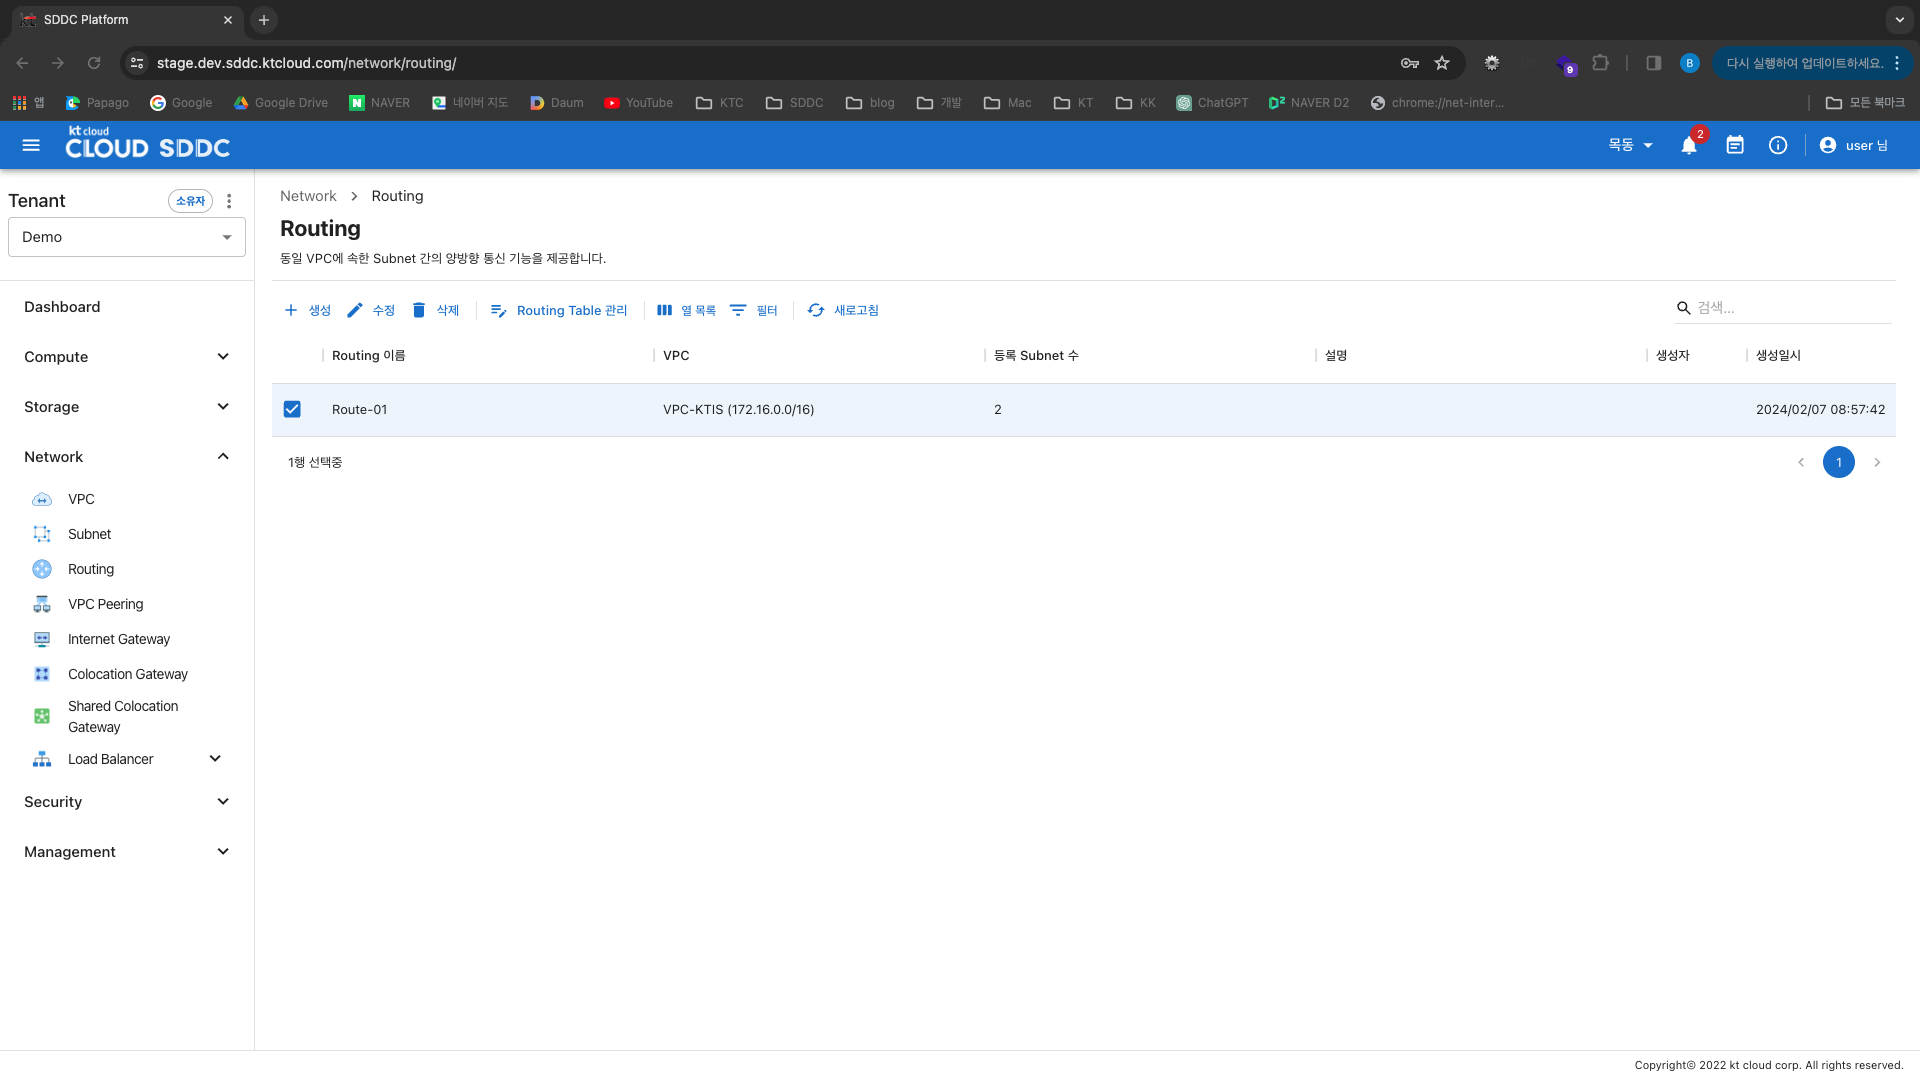 SDDC Platform
stage.dev.sddc.ktcloud.com/network/routing/
9
B
다시 실행하여 업데이트하세요.
앱
Papago
Google
Google Drive
NAVER
네이버 지도
Daum
YouTube
KTC
SDDC
blog
개발
Mac
KT
KK
ChatGPT
NAVER D2
chrome://net-inter...
모든 북마크
kt cloud
CLOUD SDDC
목동
2
user 님
Tenant
소유자
Demo
Dashboard
Compute
Storage
Network
VPC
Subnet
Routing
VPC Peering
Internet Gateway
Colocation Gateway
Shared Colocation
Gateway
Load Balancer
Security
Management
Network > Routing
Routing
동일 VPC에 속한 Subnet 간의 양방향 통신 기능을 제공합니다.
생성 수정 삭제 Routing Table 관리 열 목록 필터 새로고침
검색...
Routing 이름 VPC 등록 Subnet 수 설명 생성자 생성일시
Route-01 VPC-KTIS (172.16.0.0/16) 2 2024/02/07 08:57:42
1행 선택중
1
Copyright© 2022 kt cloud corp. All rights reserved.